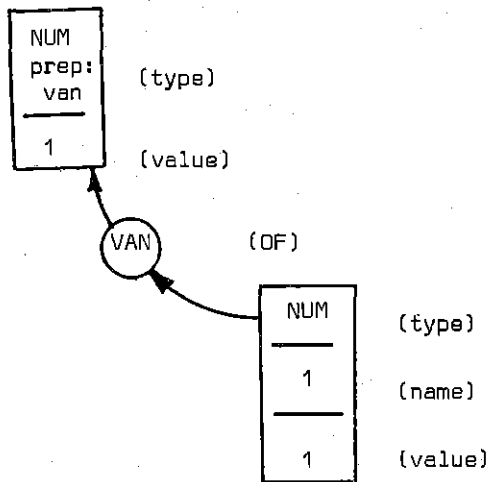 NUM
prep:
van
(type)
1
(value)
VAN
(OF)
NUM
(type)
1
(name)
1
(value)